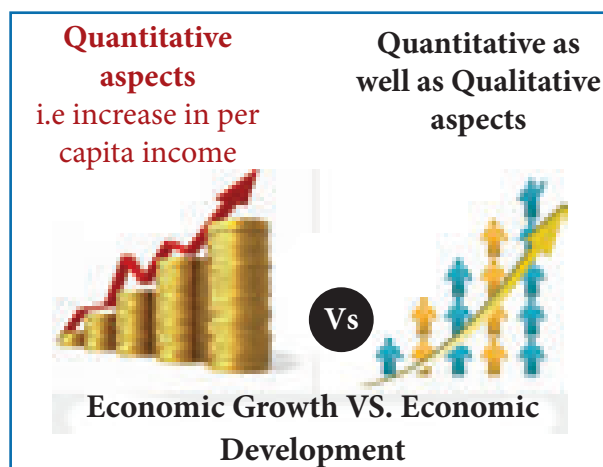 Quantitative
aspects
i.e increase in per
capita income
Quantitative as
well as Qualitative
aspects
Vs
Economic Growth VS. Economic
Development